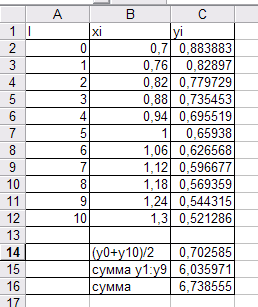 A B C
1 I xi yi
2 0 0,7 0,883883
3 1 0,76 0,82897
4 2 0,82 0,779729
5 3 0,88 0,735453
6 4 0,94 0,695519
7 5 1 0,65938
8 6 1,06 0,626568
9 7 1,12 0,596677
10 8 1,18 0,569359
11 9 1,24 0,544315
12 10 1,3 0,521286
13
14 (y0+y10)/2 0,702585
15 сумма y1:y9 6,035971
16 сумма 6,738555